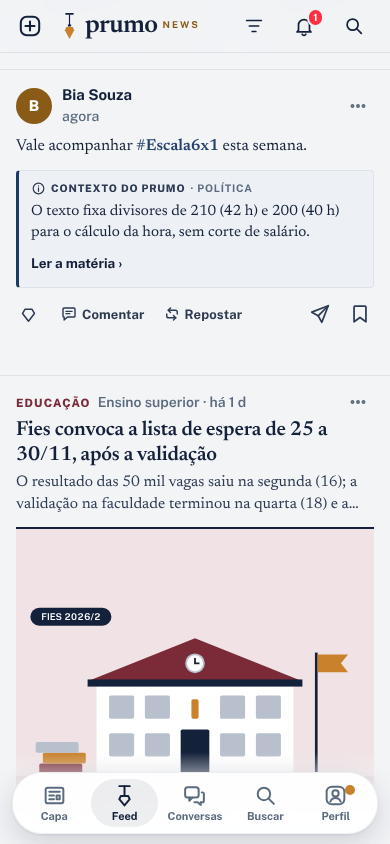 prumo NEWS
1
B
Bia Souza
agora
Vale acompanhar #Escala6x1 esta semana.
CONTEXTO DO PRUMO · POLÍTICA
O texto fixa divisores de 210 (42 h) e 200 (40 h)
para o cálculo da hora, sem corte de salário.
Ler a matéria ›
Comentar
Repostar
EDUCAÇÃO Ensino superior · há 1 d
Fies convoca a lista de espera de 25 a
30/11, após a validação
O resultado das 50 mil vagas saiu na segunda (16); a
validação na faculdade terminou na quarta (18) e a...
FIES 2026/2
Capa
Feed
Conversas
Buscar
Perfil